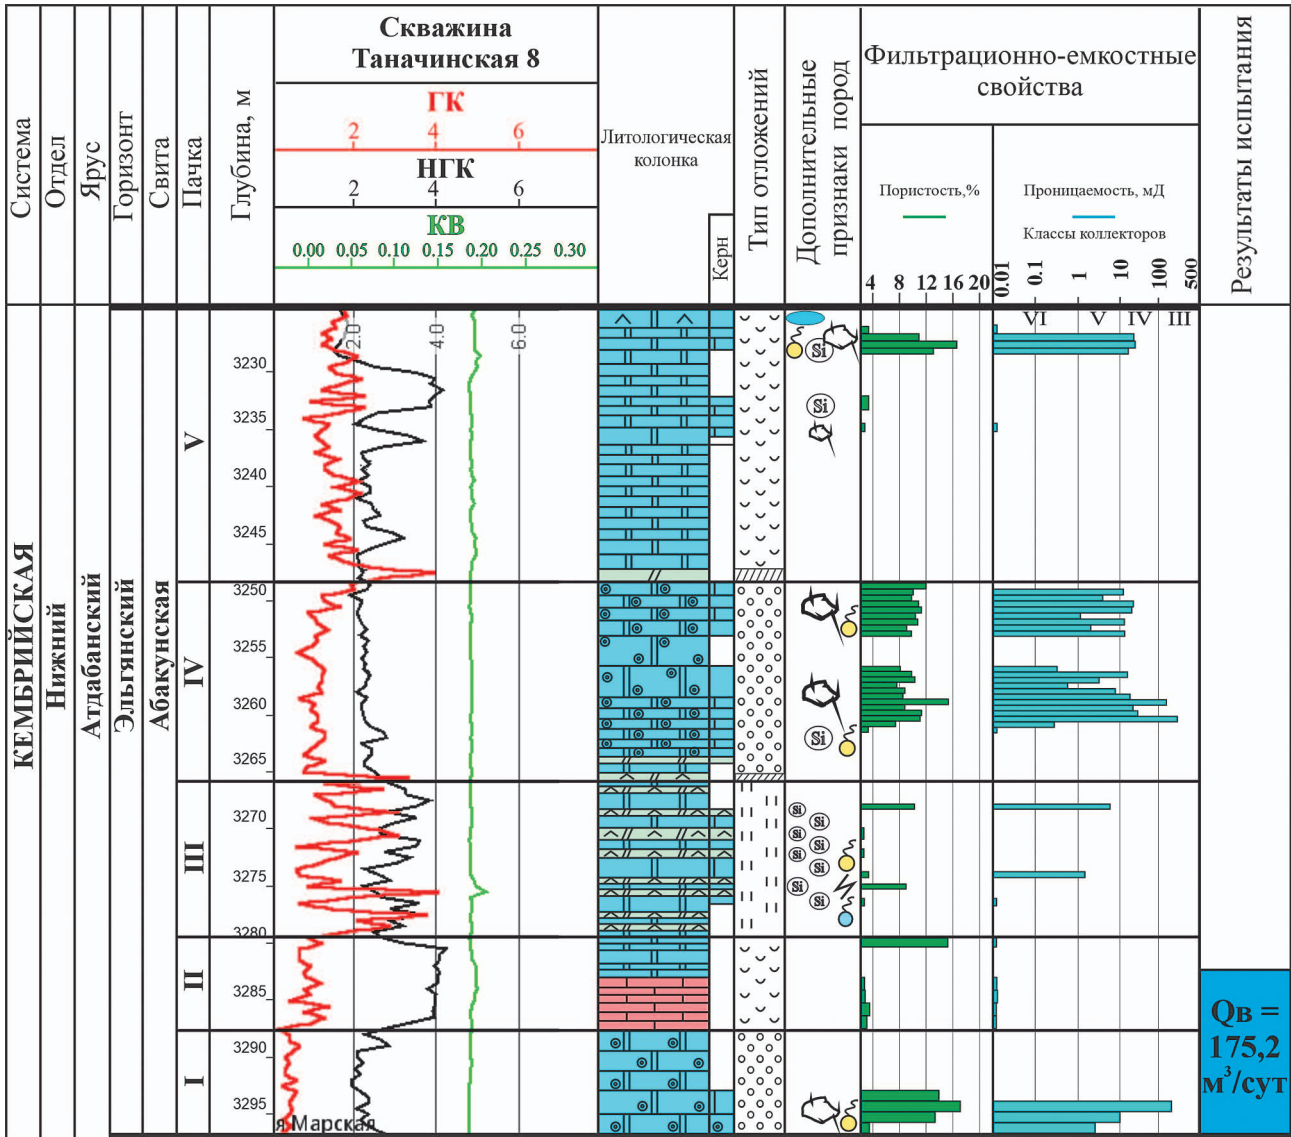 Система
Отдел
Ярус
Горизонт
Свита
Пачка
Глубина, м
Скважина
Таначинская 8
ГК
2 4 6
НГК
2 4 6
КВ
0.00 0.05 0.10 0.15 0.20 0.25 0.30
Литологическая
колонка
Керн
Тип отложений
Дополнительные
признаки пород
Фильтрационно-емкостные
свойства
Пористость,%
4 8 12 16 20
Проницаемость, мД
Классы коллекторов
0.01 0.1 1 10 100 500
Результаты испытания
VI V IV III
2.0 4.0 6.0
КЕМБРИЙСКАЯ
Нижний
Атдабанский
Эльгянский
Абакунская
V
IV
III
II
I
3230
3235
3240
3245
3250
3255
3260
3265
3270
3275
3280
3285
3290
3295
Si
Si
Si
Si
Si
Si
Si
Si
Si
Si
Si
я Марская
Qв =
175,2
м³/сут